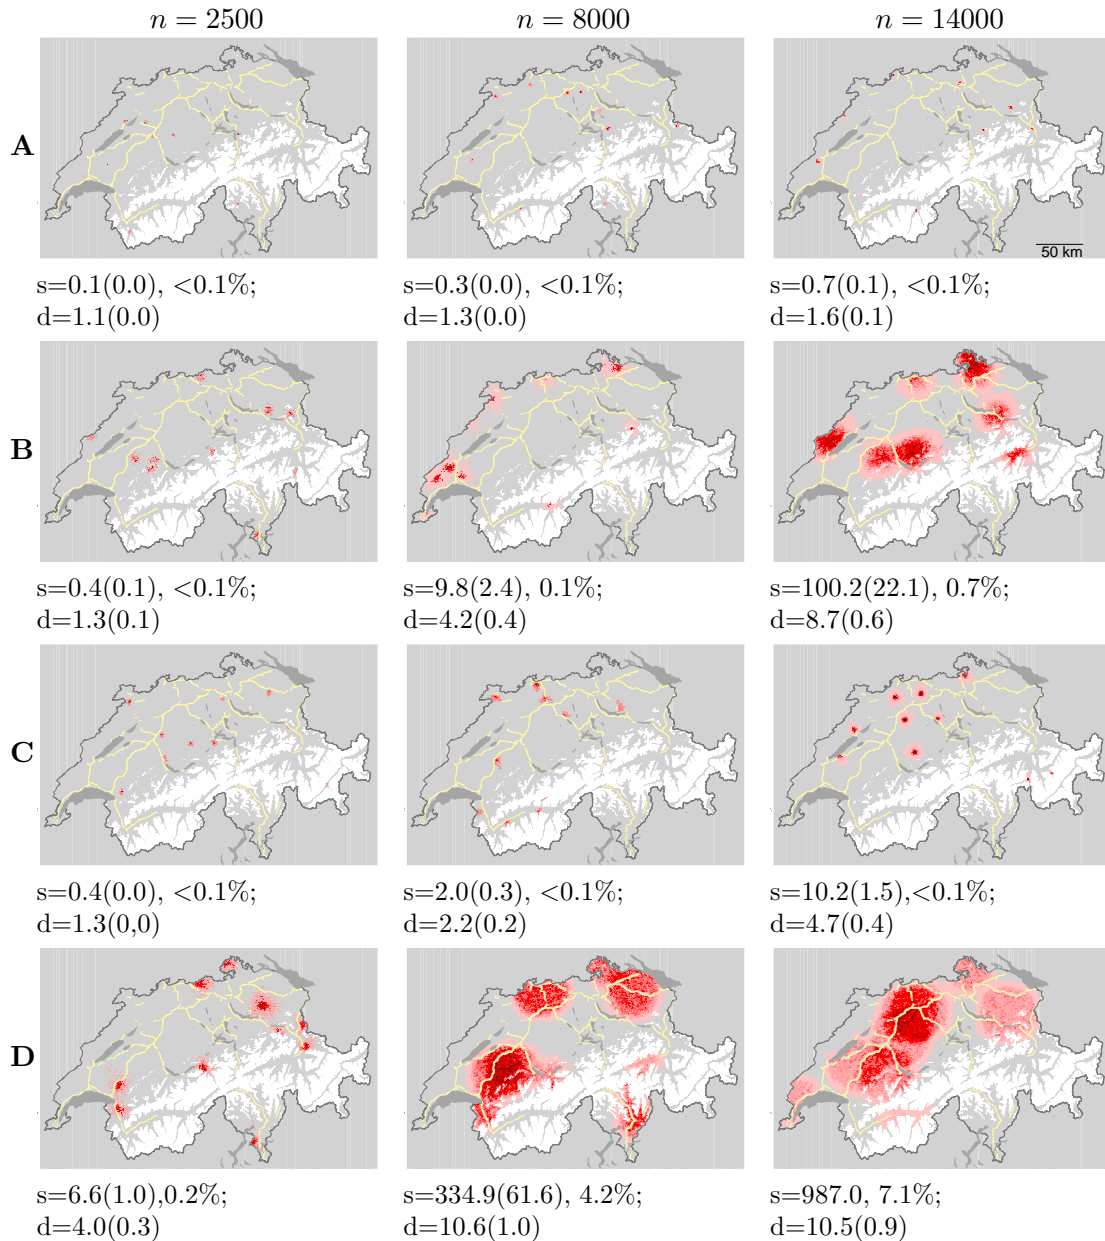 n = 2500 n = 8000 n = 14000
A
50 km
s=0.1(0.0), <0.1%; s=0.3(0.0), <0.1%; s=0.7(0.1), <0.1%;
d=1.1(0.0) d=1.3(0.0) d=1.6(0.1)
B
s=0.4(0.1), <0.1%; s=9.8(2.4), 0.1%; s=100.2(22.1), 0.7%;
d=1.3(0.1) d=4.2(0.4) d=8.7(0.6)
C
s=0.4(0.0), <0.1%; s=2.0(0.3), <0.1%; s=10.2(1.5),<0.1%;
d=1.3(0,0) d=2.2(0.2) d=4.7(0.4)
D
s=6.6(1.0),0.2%; s=334.9(61.6), 4.2%; s=987.0, 7.1%;
d=4.0(0.3) d=10.6(1.0) d=10.5(0.9)